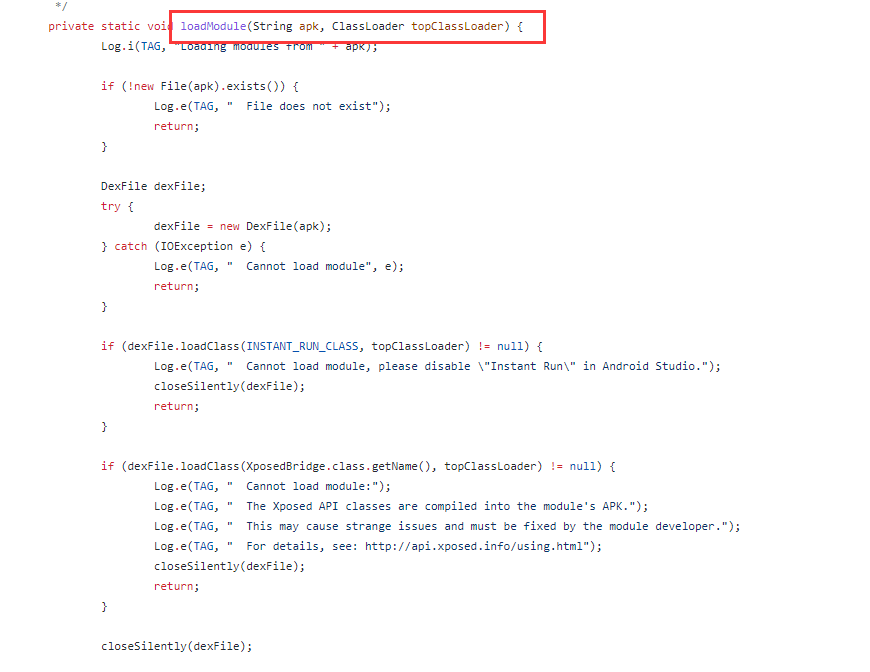 */
private static void loadModule(String apk, ClassLoader topClassLoader) {
Log.i(TAG, "Loading modules from " + apk);
if (!new File(apk).exists()) {
Log.e(TAG, "  File does not exist");
return;
}
DexFile dexFile;
try {
dexFile = new DexFile(apk);
} catch (IOException e) {
Log.e(TAG, "  Cannot load module", e);
return;
}
if (dexFile.loadClass(INSTANT_RUN_CLASS, topClassLoader) != null) {
Log.e(TAG, "  Cannot load module, please disable \"Instant Run\" in Android Studio.");
closeSilently(dexFile);
return;
}
if (dexFile.loadClass(XposedBridge.class.getName(), topClassLoader) != null) {
Log.e(TAG, "  Cannot load module:");
Log.e(TAG, "  The Xposed API classes are compiled into the module's APK.");
Log.e(TAG, "  This may cause strange issues and must be fixed by the module developer.");
Log.e(TAG, "  For details, see: http://api.xposed.info/using.html");
closeSilently(dexFile);
return;
}
closeSilently(dexFile);